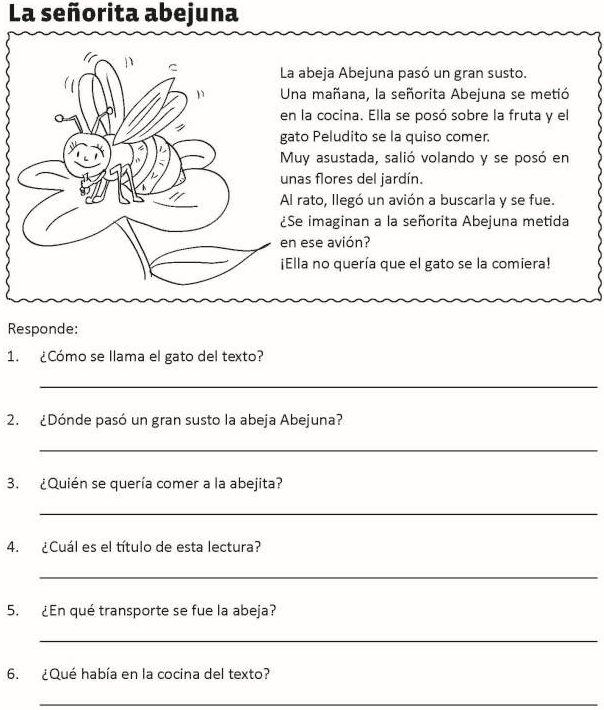 La señorita abejuna
La abeja Abejuna pasó un gran susto.
Una mañana, la señorita Abejuna se metió
en la cocina. Ella se posó sobre la fruta y el
gato Peludito se la quiso comer.
Muy asustada, salió volando y se posó en
unas flores del jardín.
Al rato, llegó un avión a buscarla y se fue.
¿Se imaginan a la señorita Abejuna metida
en ese avión?
¡Ella no quería que el gato se la comiera!
Responde:
1. ¿Cómo se llama el gato del texto?
2. ¿Dónde pasó un gran susto la abeja Abejuna?
3. ¿Quién se quería comer a la abejita?
4. ¿Cuál es el título de esta lectura?
5. ¿En qué transporte se fue la abeja?
6. ¿Qué había en la cocina del texto?